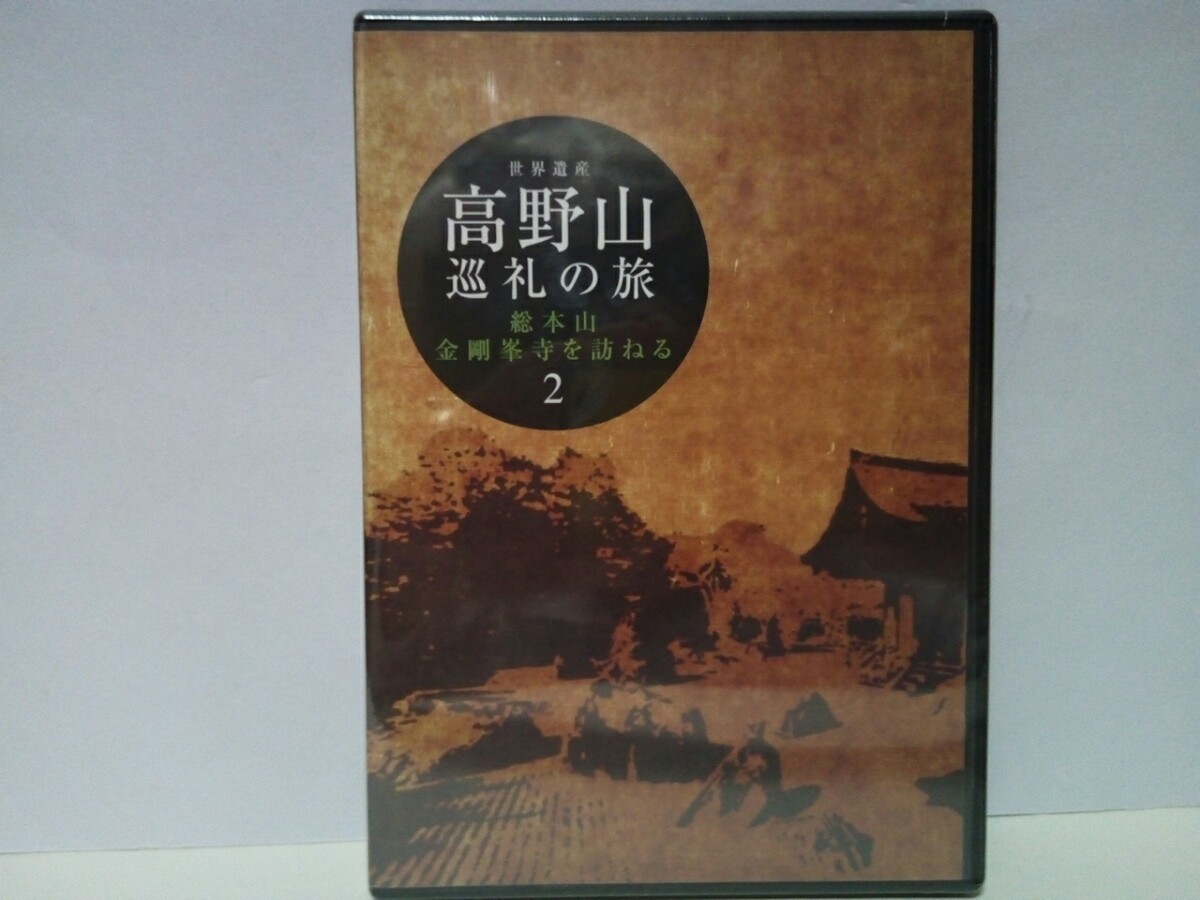 世界遺産
高野山
巡礼の旅
総本山
金剛峯寺を訪ねる
2